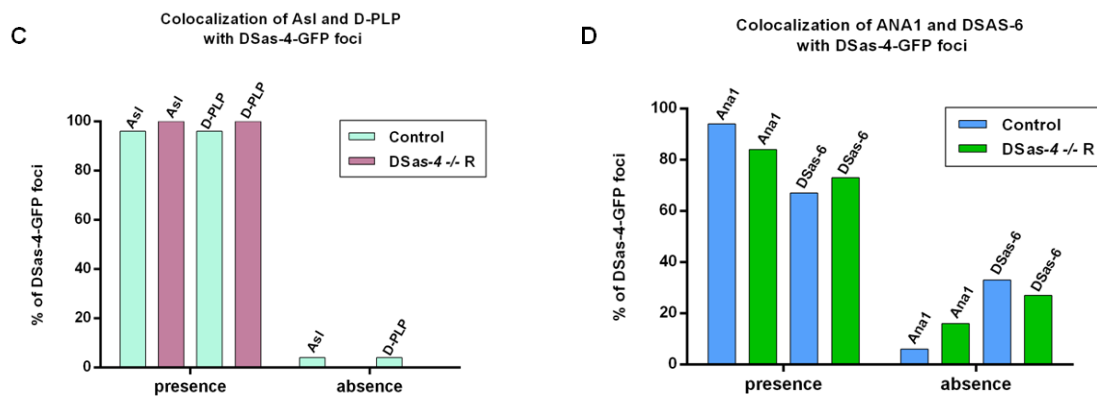 C
Colocalization of Asl and D-PLP
with DSas-4-GFP foci
% of DSas-4-GFP foci
100
80
60
40
20
0
Asl
Asl
D-PLP
D-PLP
Asl
D-PLP
Control
DSas-4 -/- R
presence
absence
D
Colocalization of ANA1 and DSAS-6
with DSas-4-GFP foci
% of DSas-4-GFP foci
100
80
60
40
20
0
Ana1
Ana1
DSas-6
DSas-6
Ana1
Ana1
DSas-6
DSas-6
Control
DSas-4 -/- R
presence
absence